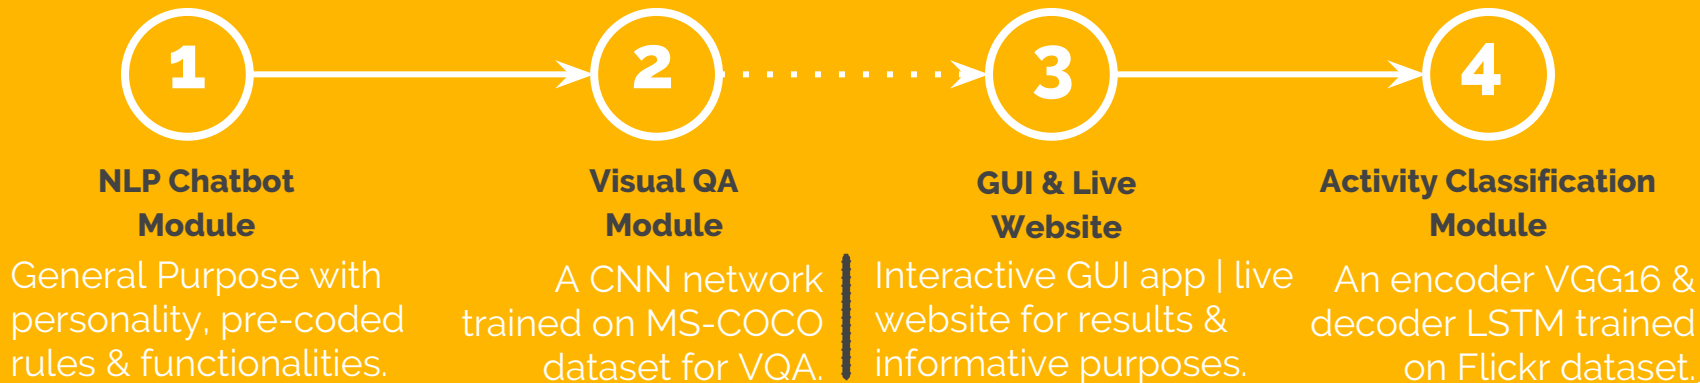 1
2
3
4
NLP Chatbot
Module
General Purpose with
personality, pre-coded
rules & functionalities.
Visual QA
Module
A CNN network
trained on MS-COCO
dataset for VQA.
GUI & Live
Website
Interactive GUI app | live
website for results &
informative purposes.
Activity Classification
Module
An encoder VGG16 &
decoder LSTM trained
on Flickr dataset.